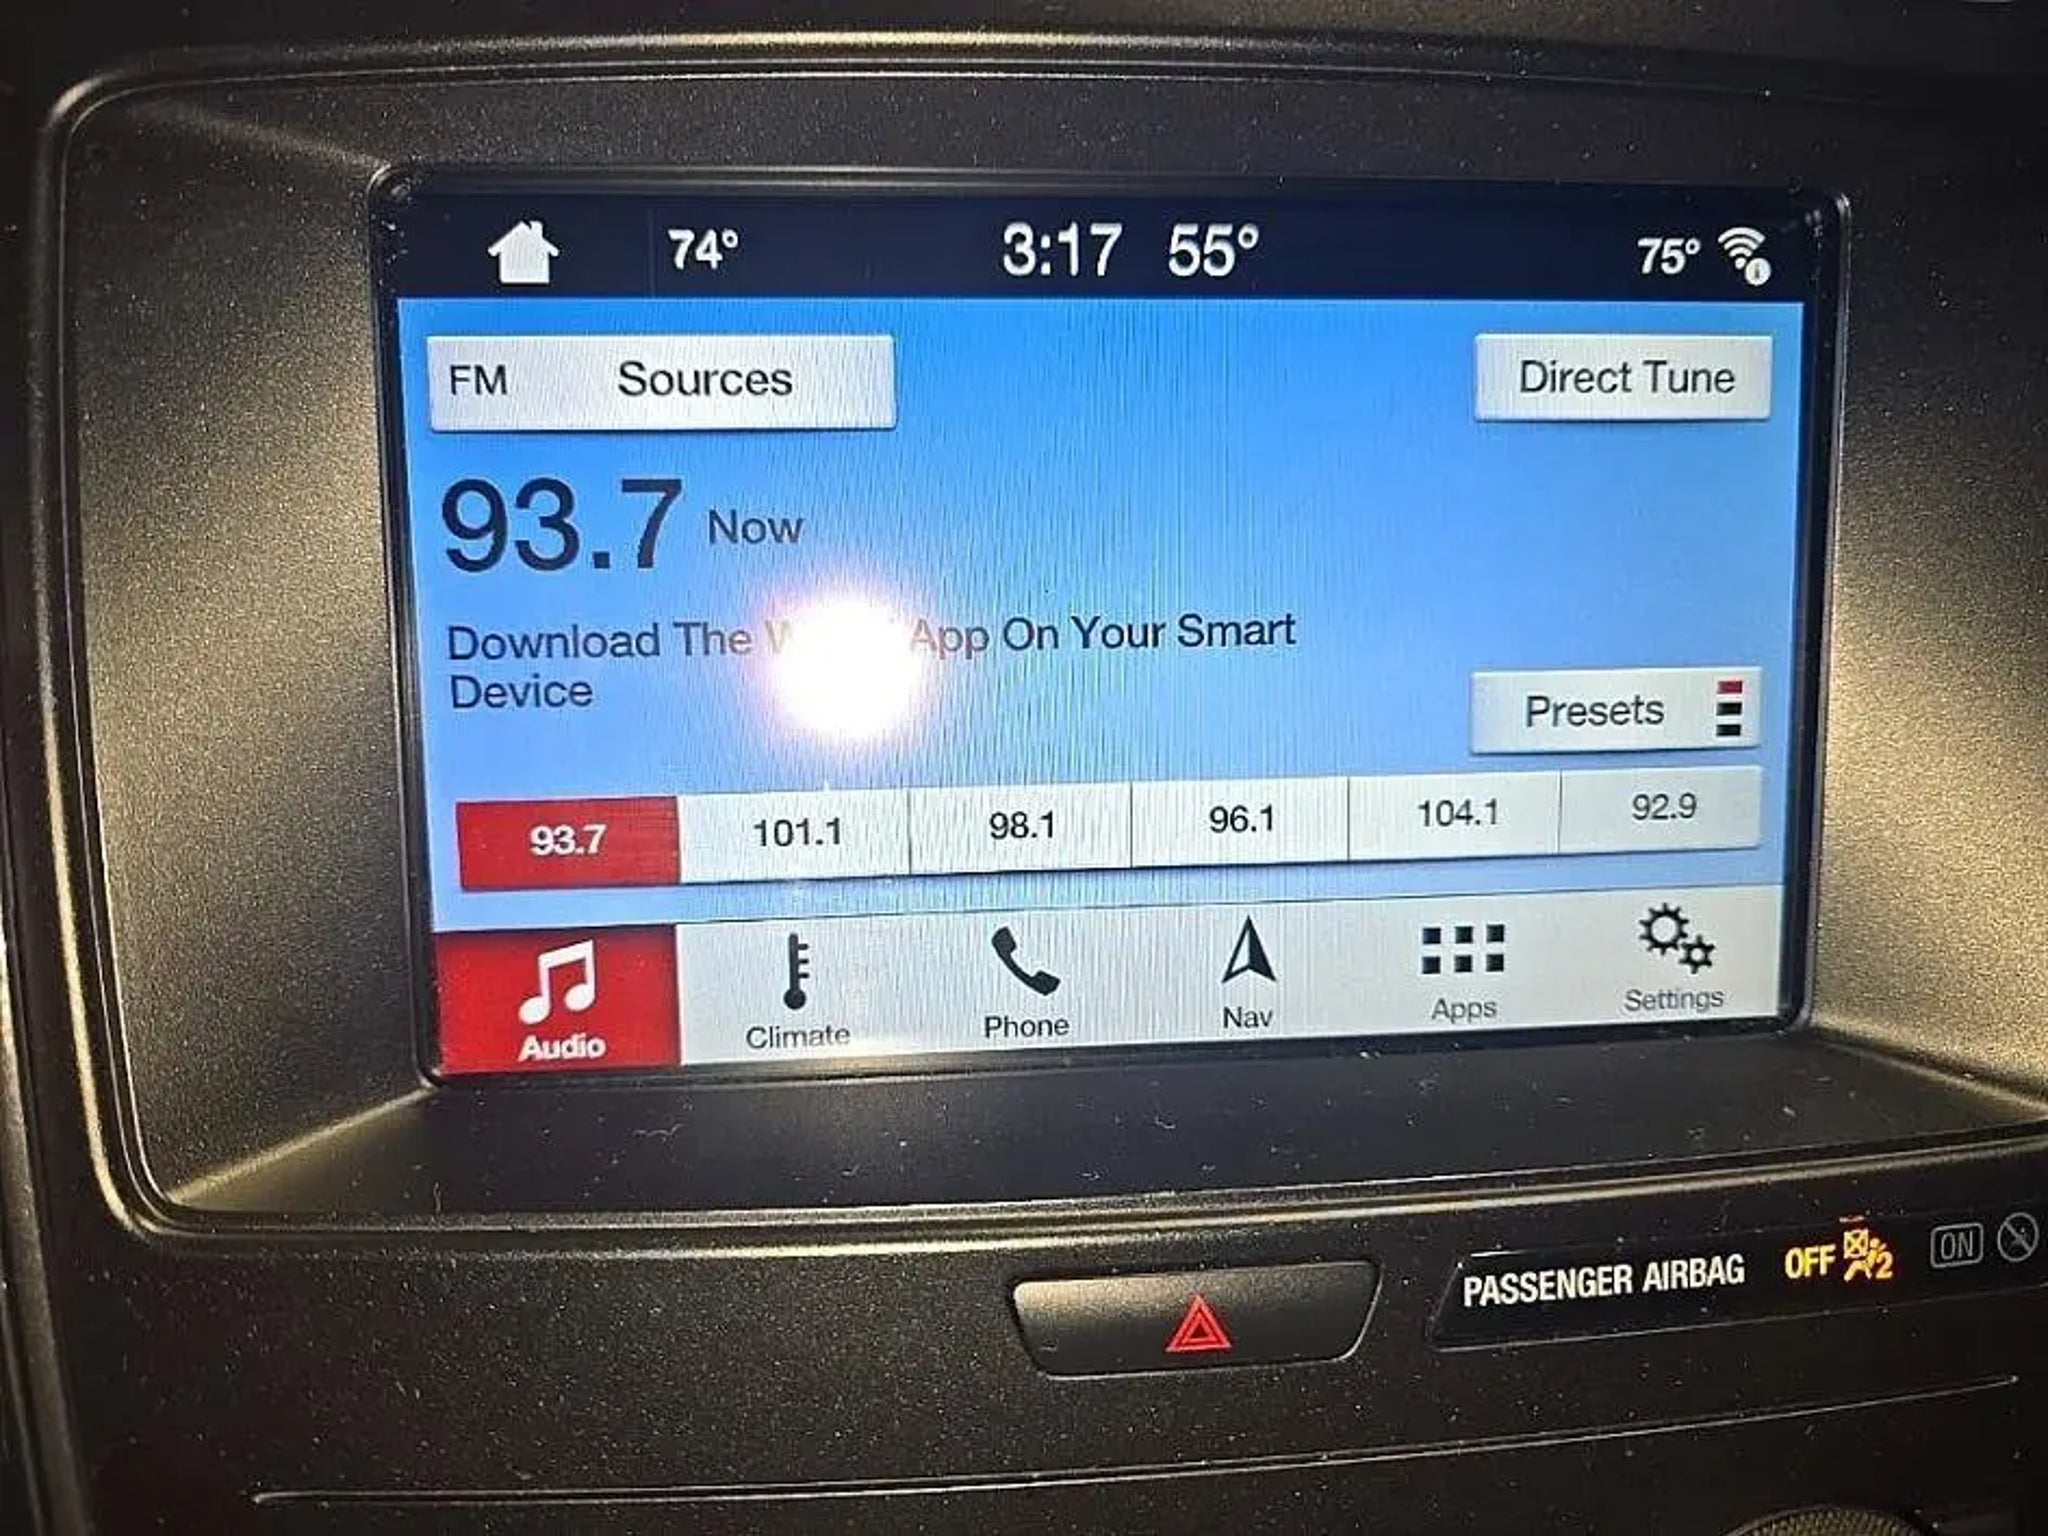 74° 3:17 55° 75°
FM Sources Direct Tune
93.7 Now
Download The App On Your Smart
Device
Presets
93.7 101.1 98.1 96.1 104.1 92.9
Audio Climate Phone Nav Apps Settings
PASSENGER AIRBAG OFF 2 ON